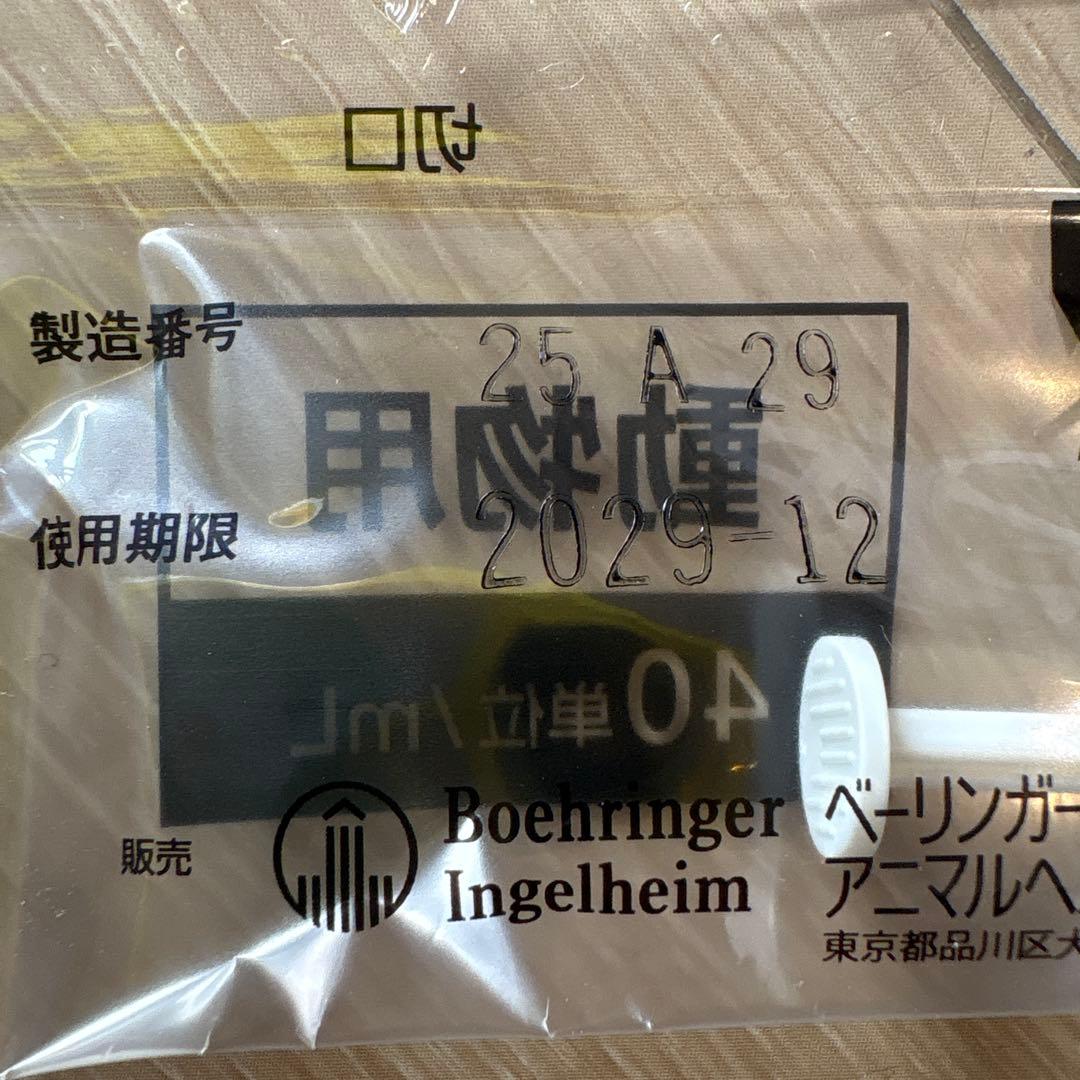 切口
製造番号 25 A 29
動物用
使用期限 2029-12
40単位/mL
販売
Boehringer
Ingelheim
ベーリンガー
アニマルヘ
東京都品川区